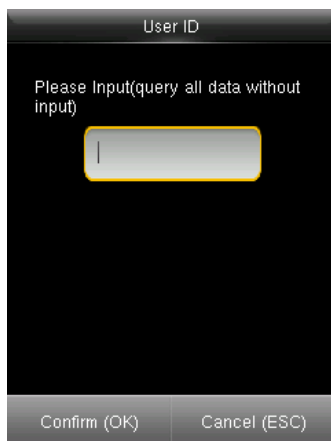 User ID
Please Input(query all data without
input)
Confirm (OK)
Cancel (ESC)